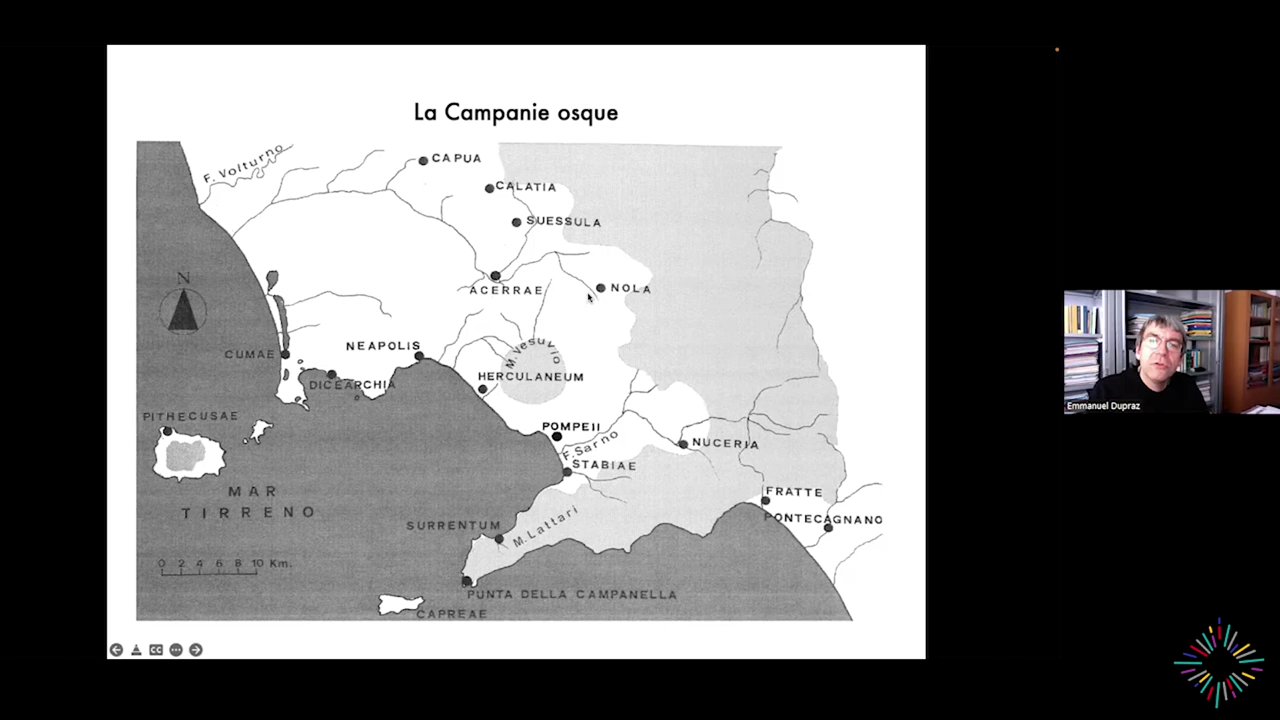 La Campanie osque
F. Volturno
CAPUA
CALATIA
SUESSULA
N
ACERRAE
NOLA
NEAPOLIS
M. Vesuvio
CUMAE
HERCULANEUM
DICEARCHIA
PITHECUSAE
POMPEII
F. Sarno
NUCERIA
STABIAE
MAR
TIRRENO
FRATTE
PONTECAGNANO
SURRENTUM
M. Lattari
0 2 4 6 8 10 Km.
PUNTA DELLA CAMPANELLA
CAPREAE
CC
Emmanuel Dupraz